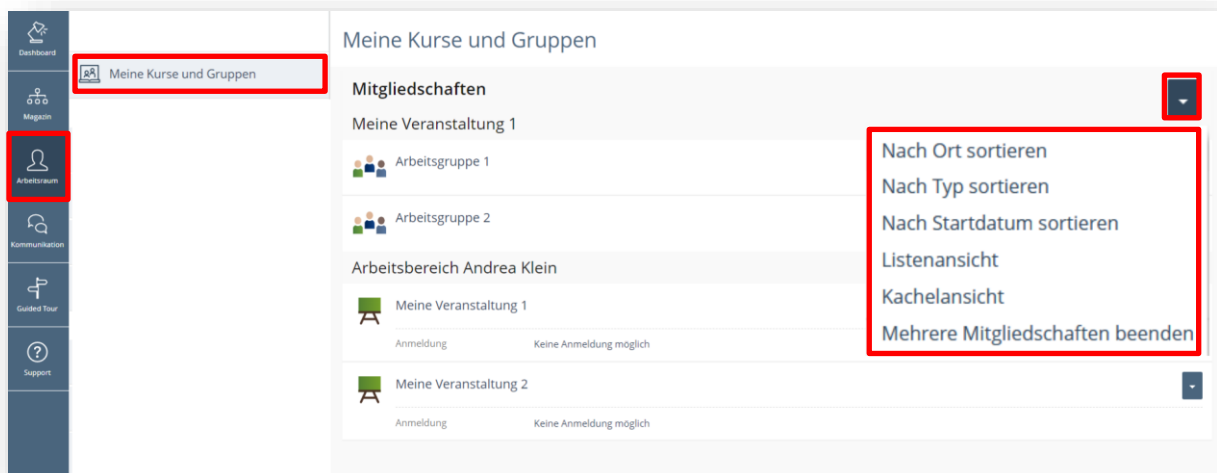 Dashboard
Magazin
Arbeitsraum
Kommunikation
Guided Tour
?
Support
Meine Kurse und Gruppen
Meine Kurse und Gruppen
Mitgliedschaften
Meine Veranstaltung 1
Arbeitsgruppe 1
Arbeitsgruppe 2
Arbeitsbereich Andrea Klein
Meine Veranstaltung 1
Anmeldung Keine Anmeldung möglich
Meine Veranstaltung 2
Anmeldung Keine Anmeldung möglich
Nach Ort sortieren
Nach Typ sortieren
Nach Startdatum sortieren
Listenansicht
Kachelansicht
Mehrere Mitgliedschaften beenden